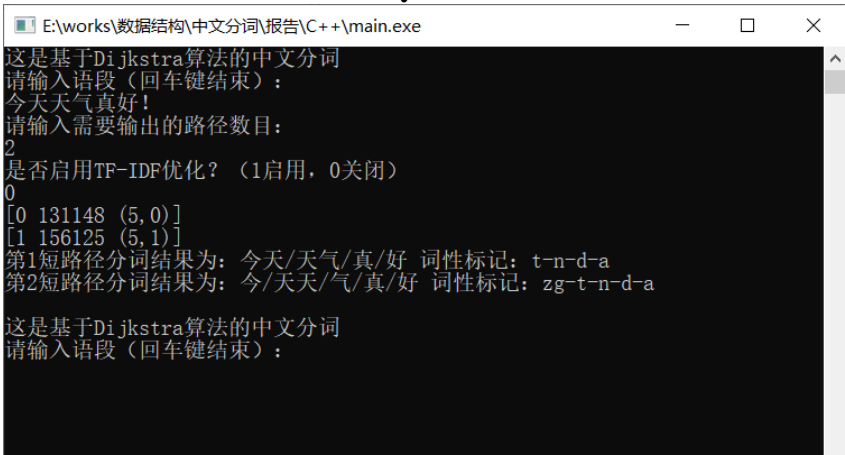 E:\works\数据结构\中文分词\报告\C++\main.exe
这是基于Dijkstra算法的中文分词
请输入语段（回车键结束）：
今天天气真好！
请输入需要输出的路径数目：
2
是否启用TF-IDF优化？（1启用，0关闭）
0
[0 131148 (5,0)]
[1 156125 (5,1)]
第1短路径分词结果为：今天/天气/真/好 词性标记：t-n-d-a
第2短路径分词结果为：今/天天/气/真/好 词性标记：zg-t-n-d-a
这是基于Dijkstra算法的中文分词
请输入语段（回车键结束）：